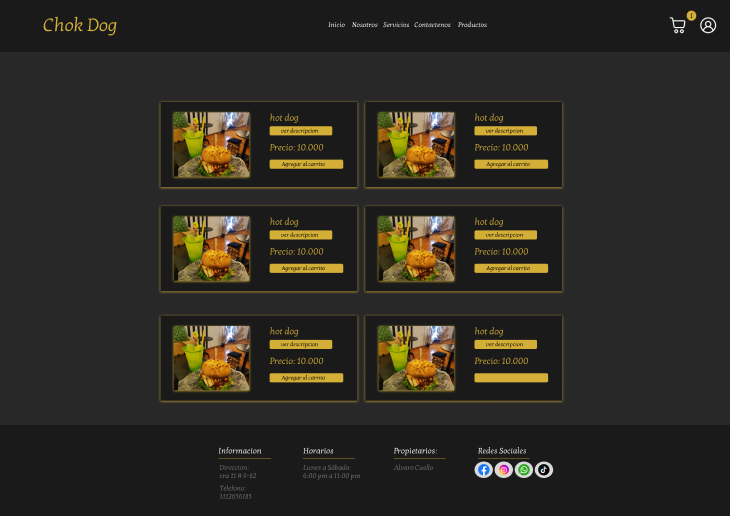 Chok Dog
Inicio Nosotros Servicios Contactenos Productos
1
hot dog
ver descripcion
Precio: 10.000
Agregar al carrito
hot dog
ver descripcion
Precio: 10.000
Agregar al carrito
hot dog
ver descripcion
Precio: 10.000
Agregar al carrito
hot dog
ver descripcion
Precio: 10.000
Agregar al carrito
hot dog
ver descripcion
Precio: 10.000
Agregar al carrito
hot dog
ver descripcion
Precio: 10.000
Informacion
Direccion:
cra 11 # 9-82
Telefono:
3112656185
Horarios
Lunes a Sábado:
6:00 pm a 11:00 pm
Propietarios:
Alvaro Cuello
Redes Sociales